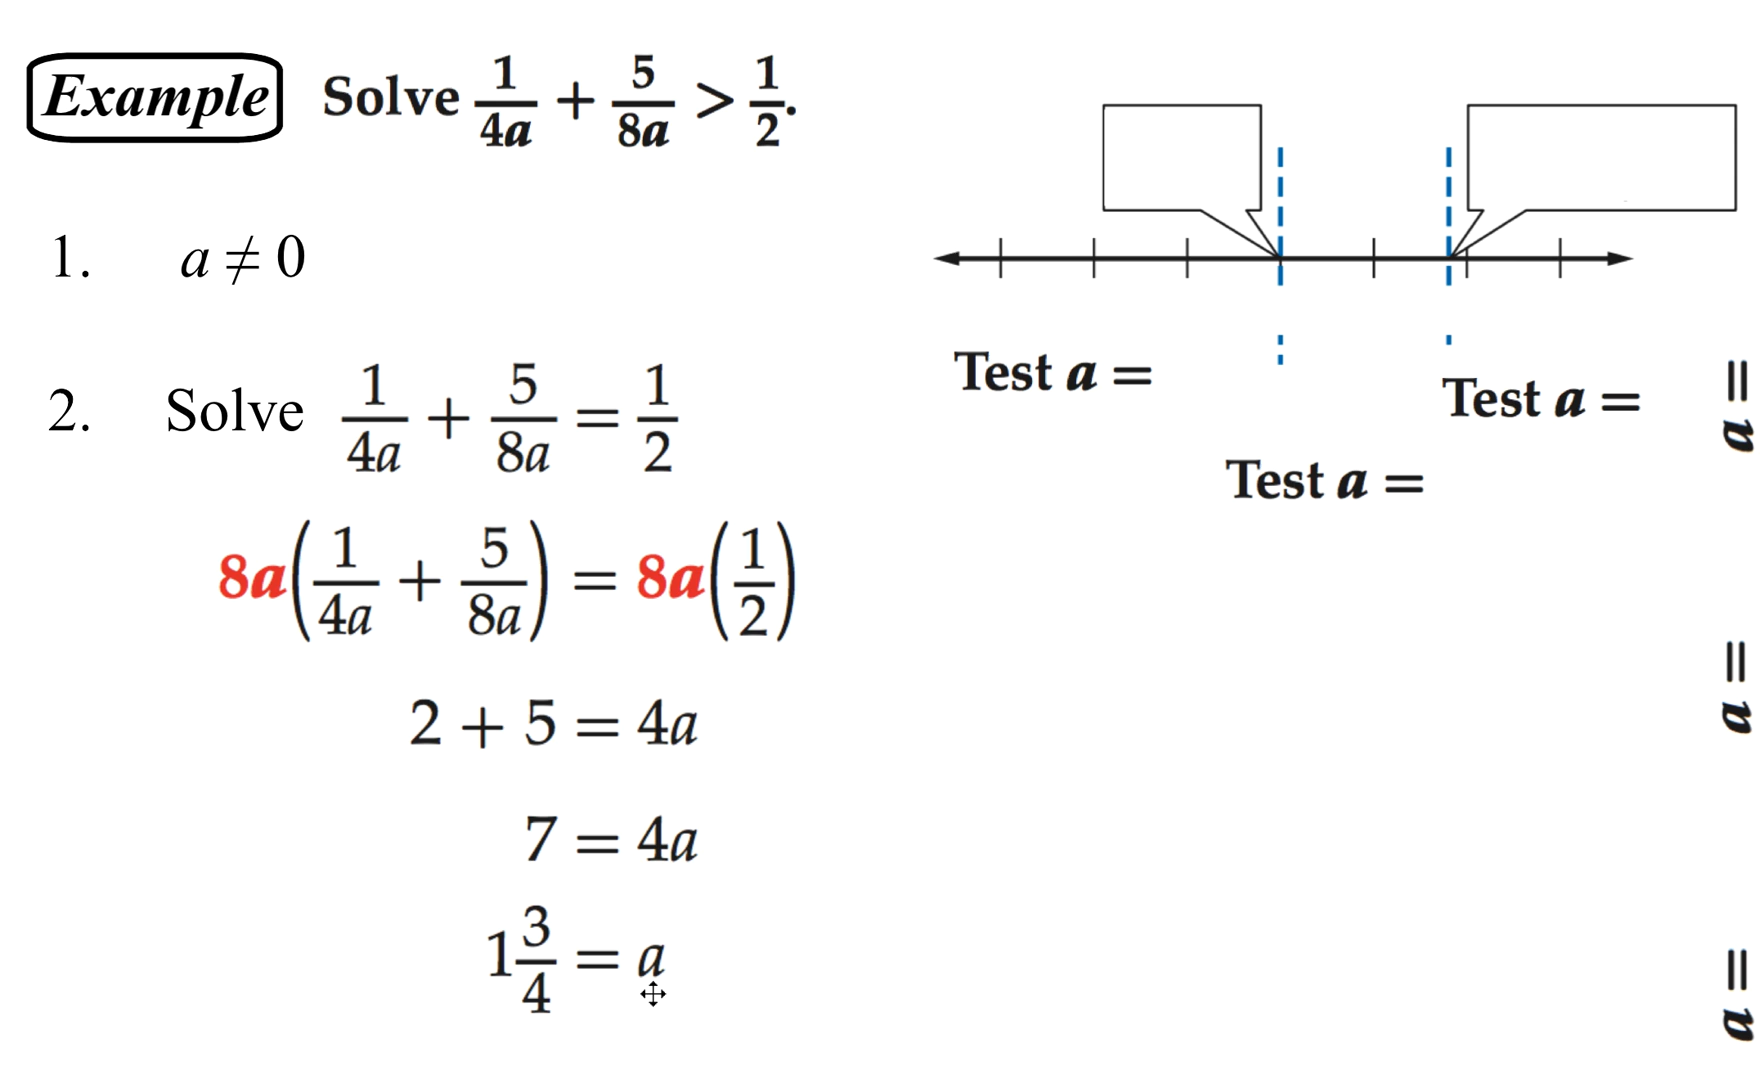 Example Solve 1/4a + 5/8a > 1/2.
1. a ≠ 0
2. Solve 1/4a + 5/8a = 1/2
8a(1/4a + 5/8a) = 8a(1/2)
2 + 5 = 4a
7 = 4a
1 3/4 = a
Test a =
Test a =
Test a =
a =
a =
a =